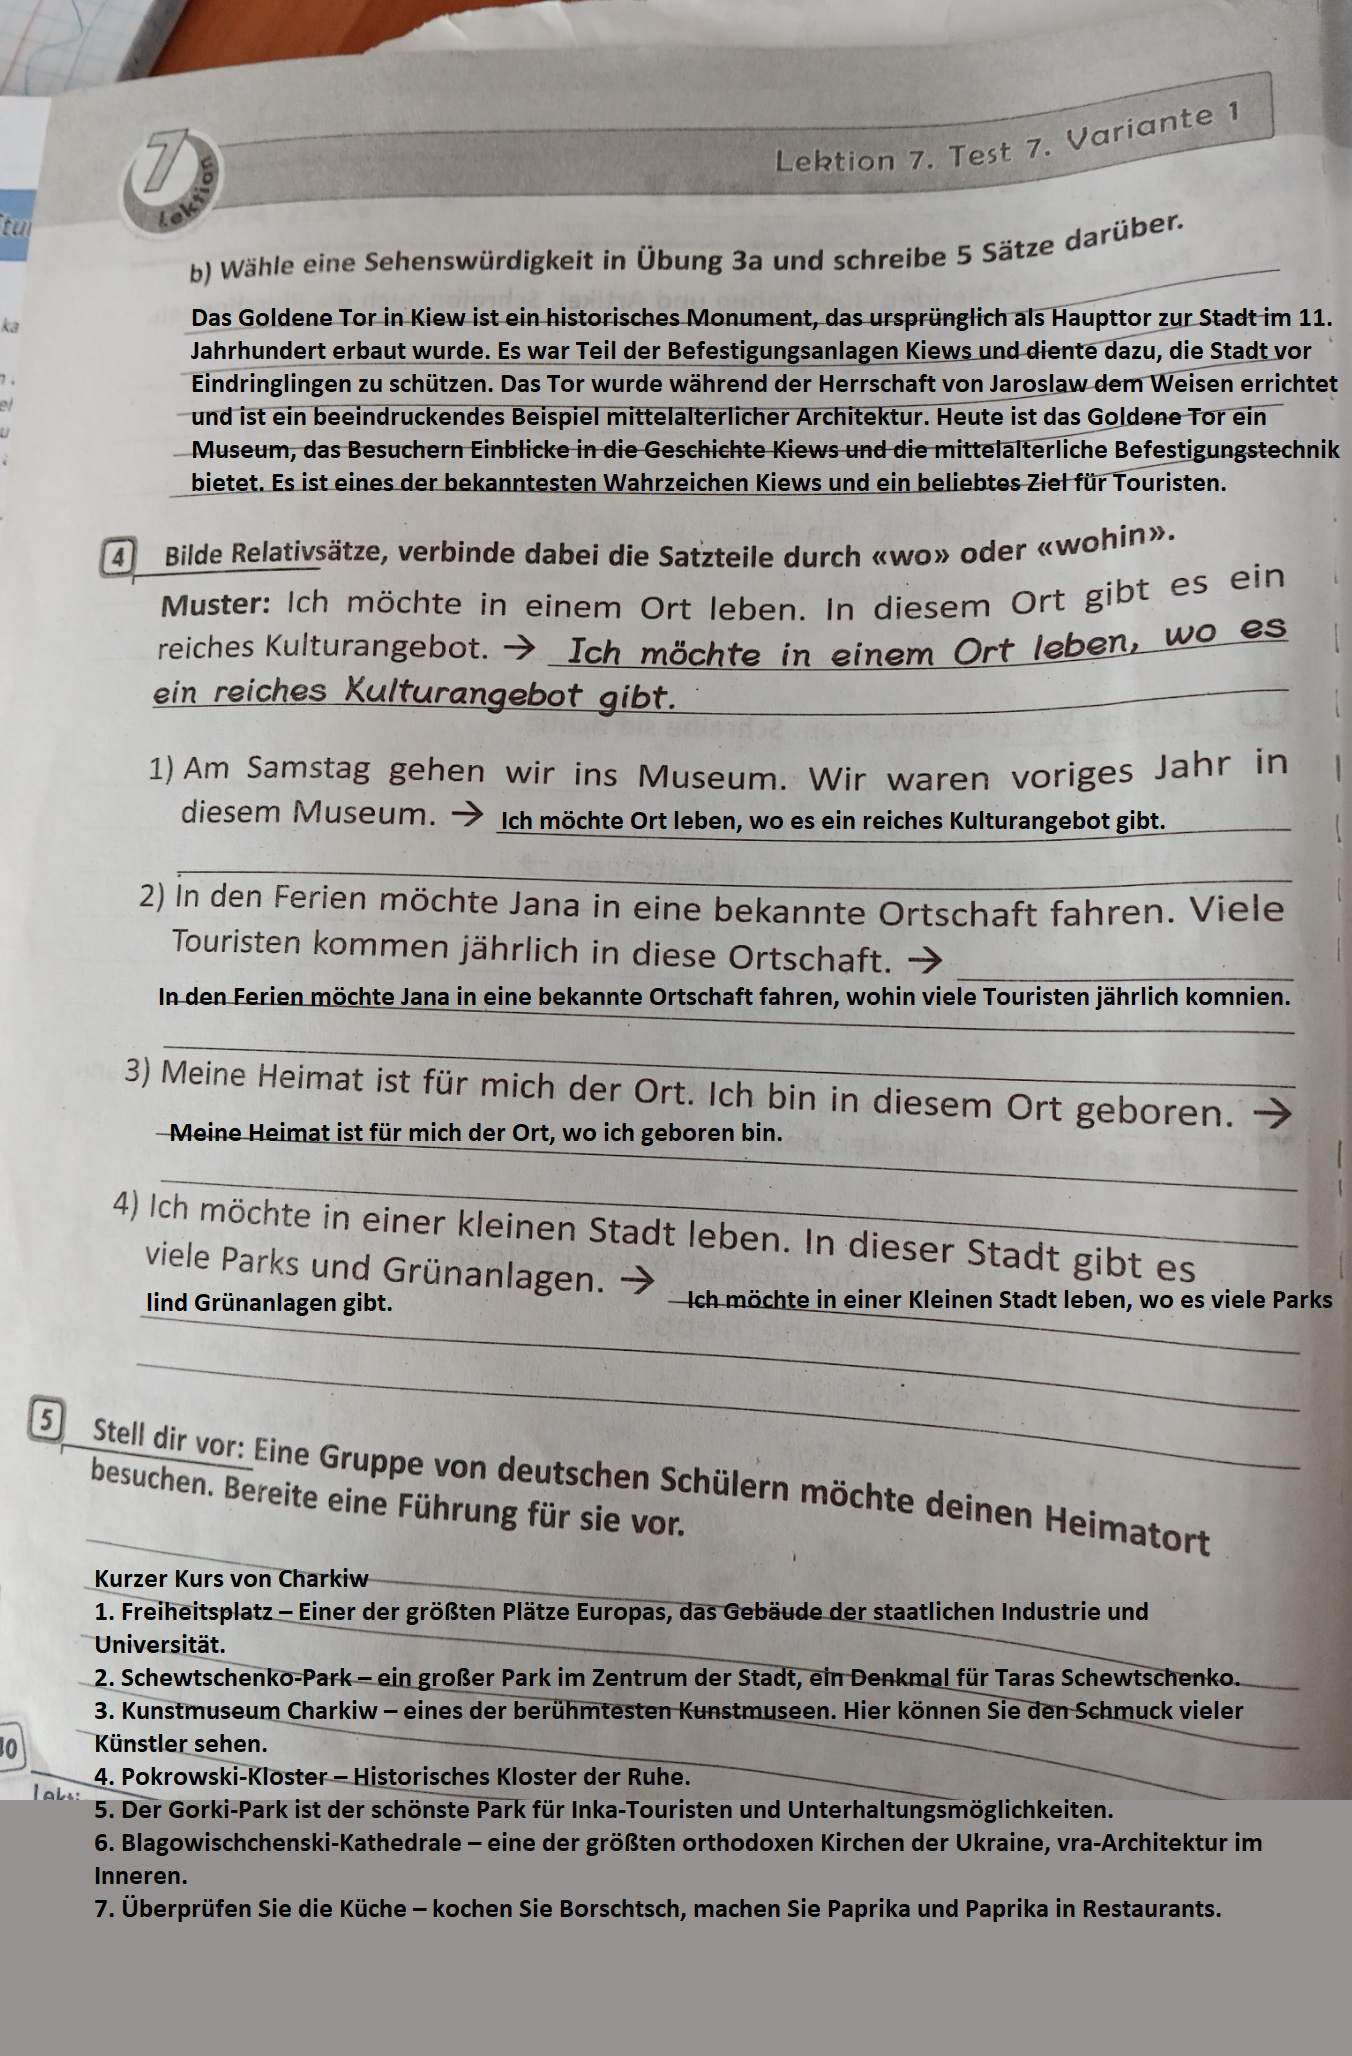 7
Lektion
Lektion 7. Test 7. Variante 1
b) Wähle eine Sehenswürdigkeit in Übung 3a und schreibe 5 Sätze darüber.
Das Goldene Tor in Kiew ist ein historisches Monument, das ursprünglich als Haupttor zur Stadt im 11.
Jahrhundert erbaut wurde. Es war Teil der Befestigungsanlagen Kiews und diente dazu, die Stadt vor
Eindringlingen zu schützen. Das Tor wurde während der Herrschaft von Jaroslaw dem Weisen errichtet
und ist ein beeindruckendes Beispiel mittelalterlicher Architektur. Heute ist das Goldene Tor ein
Museum, das Besuchern Einblicke in die Geschichte Kiews und die mittelalterliche Befestigungstechnik
bietet. Es ist eines der bekanntesten Wahrzeichen Kiews und ein beliebtes Ziel für Touristen.
4 Bilde Relativsätze, verbinde dabei die Satzteile durch «wo» oder «wohin».
Muster: Ich möchte in einem Ort leben. In diesem Ort gibt es ein
reiches Kulturangebot. → Ich möchte in einem Ort leben, wo es
ein reiches Kulturangebot gibt.
1) Am Samstag gehen wir ins Museum. Wir waren voriges Jahr in
diesem Museum. → Ich möchte Ort leben, wo es ein reiches Kulturangebot gibt.
2) In den Ferien möchte Jana in eine bekannte Ortschaft fahren. Viele
Touristen kommen jährlich in diese Ortschaft. →
In den Ferien möchte Jana in eine bekannte Ortschaft fahren, wohin viele Touristen jährlich komnien.
3) Meine Heimat ist für mich der Ort. Ich bin in diesem Ort geboren. →
Meine Heimat ist für mich der Ort, wo ich geboren bin.
4) Ich möchte in einer kleinen Stadt leben. In dieser Stadt gibt es
viele Parks und Grünanlagen. →
Ich möchte in einer Kleinen Stadt leben, wo es viele Parks
lind Grünanlagen gibt.
5 Stell dir vor: Eine Gruppe von deutschen Schülern möchte deinen Heimatort
besuchen. Bereite eine Führung für sie vor.
Kurzer Kurs von Charkiw
1. Freiheitsplatz – Einer der größten Plätze Europas, das Gebäude der staatlichen Industrie und
Universität.
2. Schewtschenko-Park – ein großer Park im Zentrum der Stadt, ein Denkmal für Taras Schewtschenko.
3. Kunstmuseum Charkiw – eines der berühmtesten Kunstmuseen. Hier können Sie den Schmuck vieler
Künstler sehen.
4. Pokrowski-Kloster – Historisches Kloster der Ruhe.
5. Der Gorki-Park ist der schönste Park für Inka-Touristen und Unterhaltungsmöglichkeiten.
6. Blagowischchenski-Kathedrale – eine der größten orthodoxen Kirchen der Ukraine, vra-Architektur im
Inneren.
7. Überprüfen Sie die Küche – kochen Sie Borschtsch, machen Sie Paprika und Paprika in Restaurants.